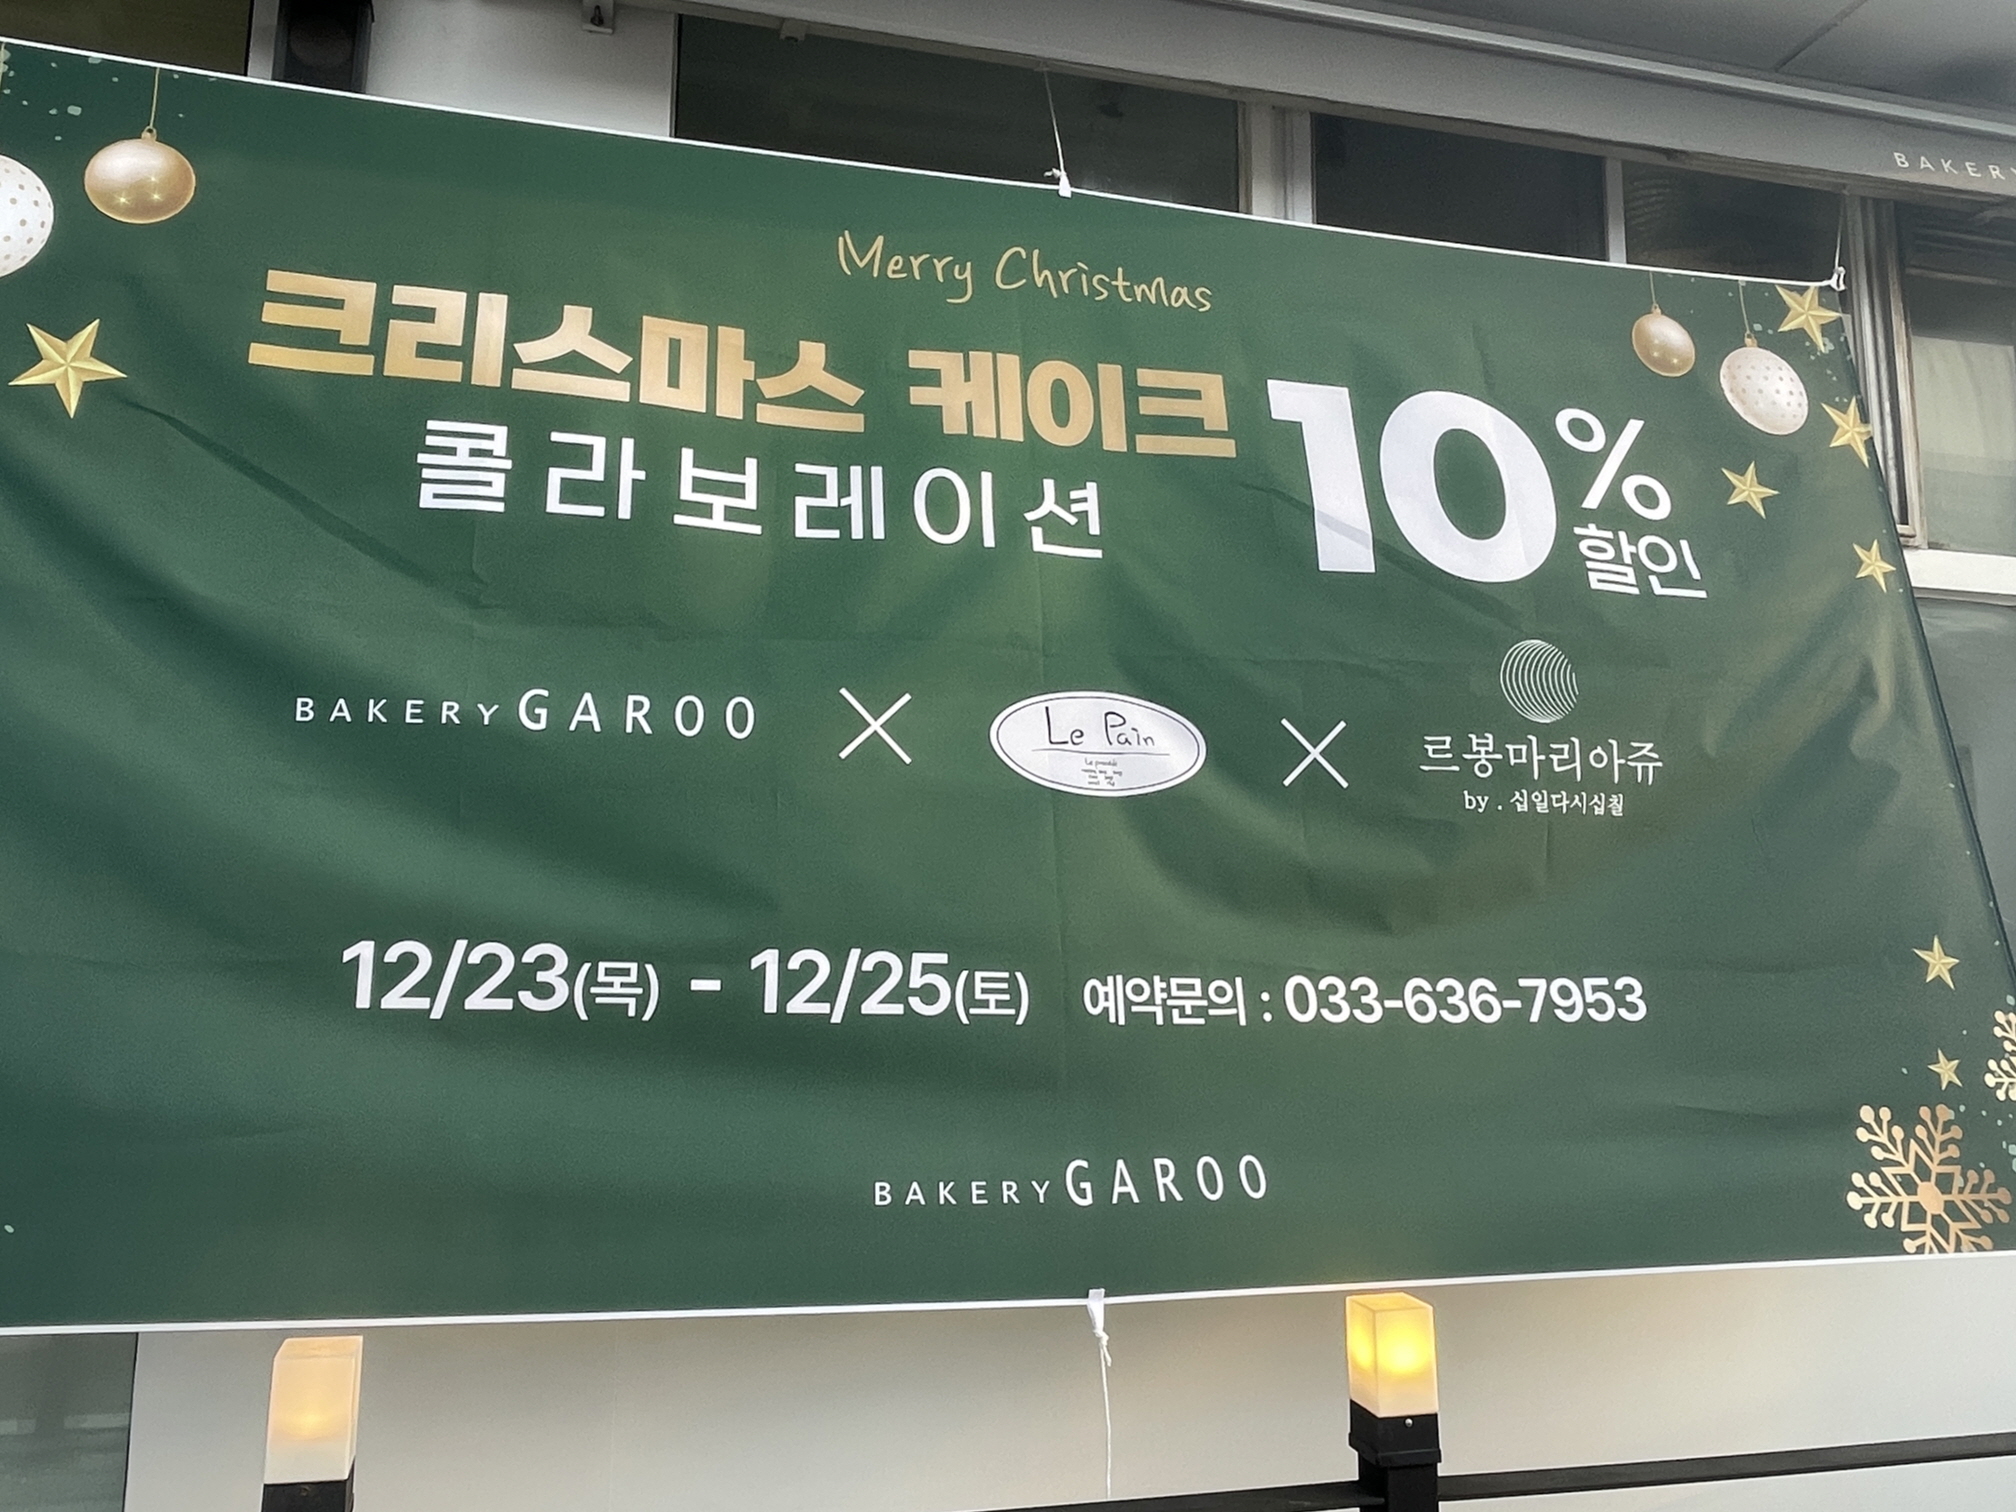 BAKERY
Merry Christmas
크리스마스 케이크
콜라보레이션
10%
할인
BAKERY GAROO
Le Pain
르봉마리아쥬
by . 십일다시십칠
12/23(목) - 12/25(토) 예약문의 : 033-636-7953
BAKERY GAROO